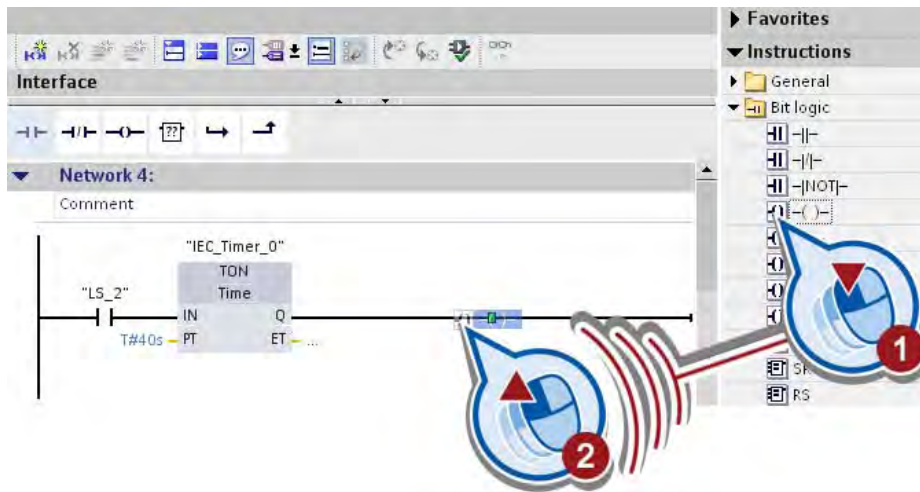 Favorites
Instructions
Interface
General
Bit logic
??
-||-
-|/|-
Network 4:
-|NOT|-
Comment
-( )-
"IEC_Timer_0"
TON
"LS_2"
Time
IN
Q
T#40s
PT
ET
...
1
RS
2